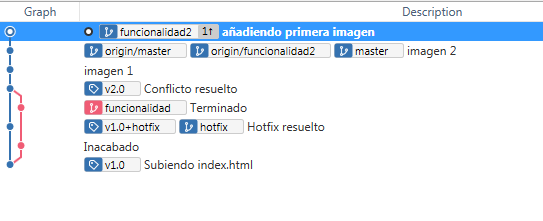 Graph Description
funcionalidad2 1↑ añadiendo primera imagen
origin/master origin/funcionalidad2 master imagen 2
imagen 1
v2.0 Conflicto resuelto
funcionalidad Terminado
v1.0+hotfix hotfix Hotfix resuelto
Inacabado
v1.0 Subiendo index.html